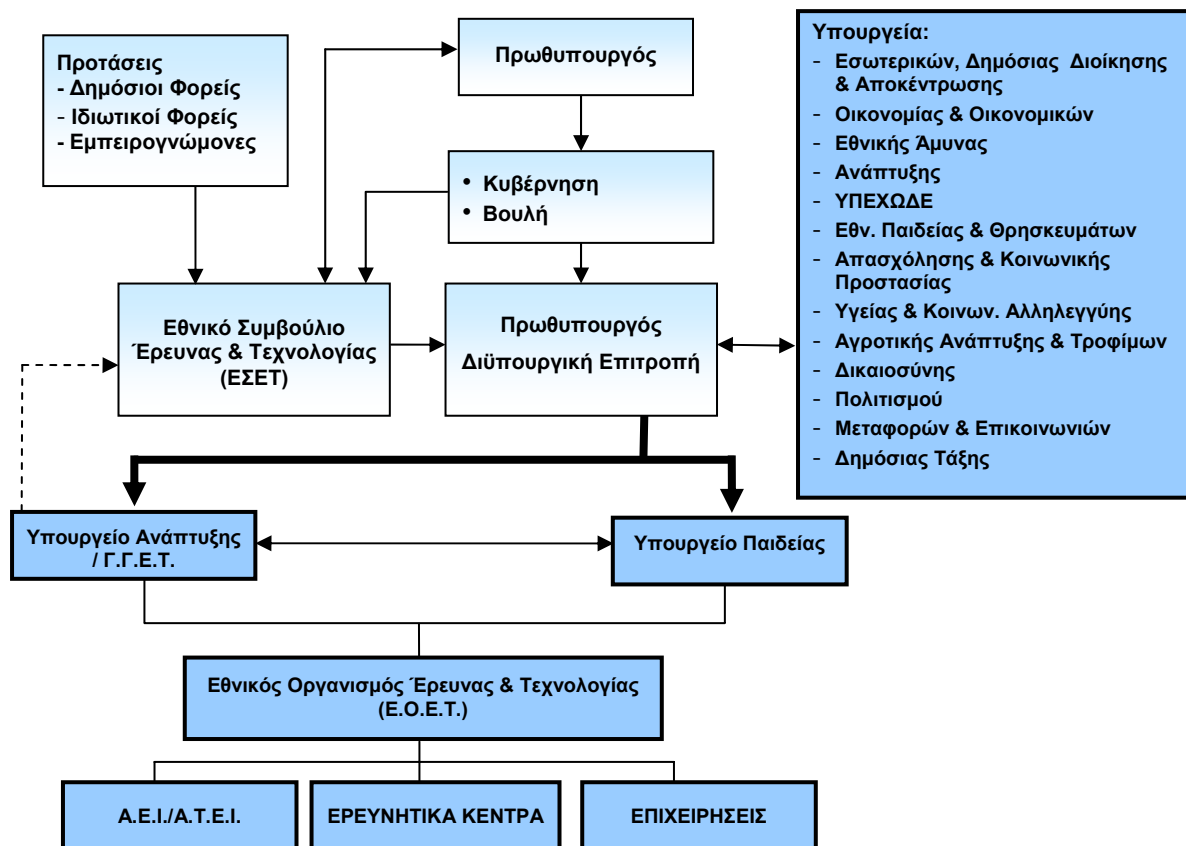 Προτάσεις
- Δημόσιοι Φορείς
- Ιδιωτικοί Φορείς
- Εμπειρογνώμονες
Πρωθυπουργός
• Κυβέρνηση
• Βουλή
Εθνικό Συμβούλιο
Έρευνας & Τεχνολογίας
(ΕΣΕΤ)
Πρωθυπουργός
Διϋπουργική Επιτροπή
Υπουργεία:
- Εσωτερικών, Δημόσιας Διοίκησης
& Αποκέντρωσης
- Οικονομίας & Οικονομικών
- Εθνικής Άμυνας
- Ανάπτυξης
- ΥΠΕΧΩΔΕ
- Εθν. Παιδείας & Θρησκευμάτων
- Απασχόλησης & Κοινωνικής
Προστασίας
- Υγείας & Κοινων. Αλληλεγγύης
- Αγροτικής Ανάπτυξης & Τροφίμων
- Δικαιοσύνης
- Πολιτισμού
- Μεταφορών & Επικοινωνιών
- Δημόσιας Τάξης
Υπουργείο Ανάπτυξης
/ Γ.Γ.Ε.Τ.
Υπουργείο Παιδείας
Εθνικός Οργανισμός Έρευνας & Τεχνολογίας
(Ε.Ο.Ε.Τ.)
Α.Ε.Ι./Α.Τ.Ε.Ι.
ΕΡΕΥΝΗΤΙΚΑ ΚΕΝΤΡΑ
ΕΠΙΧΕΙΡΗΣΕΙΣ